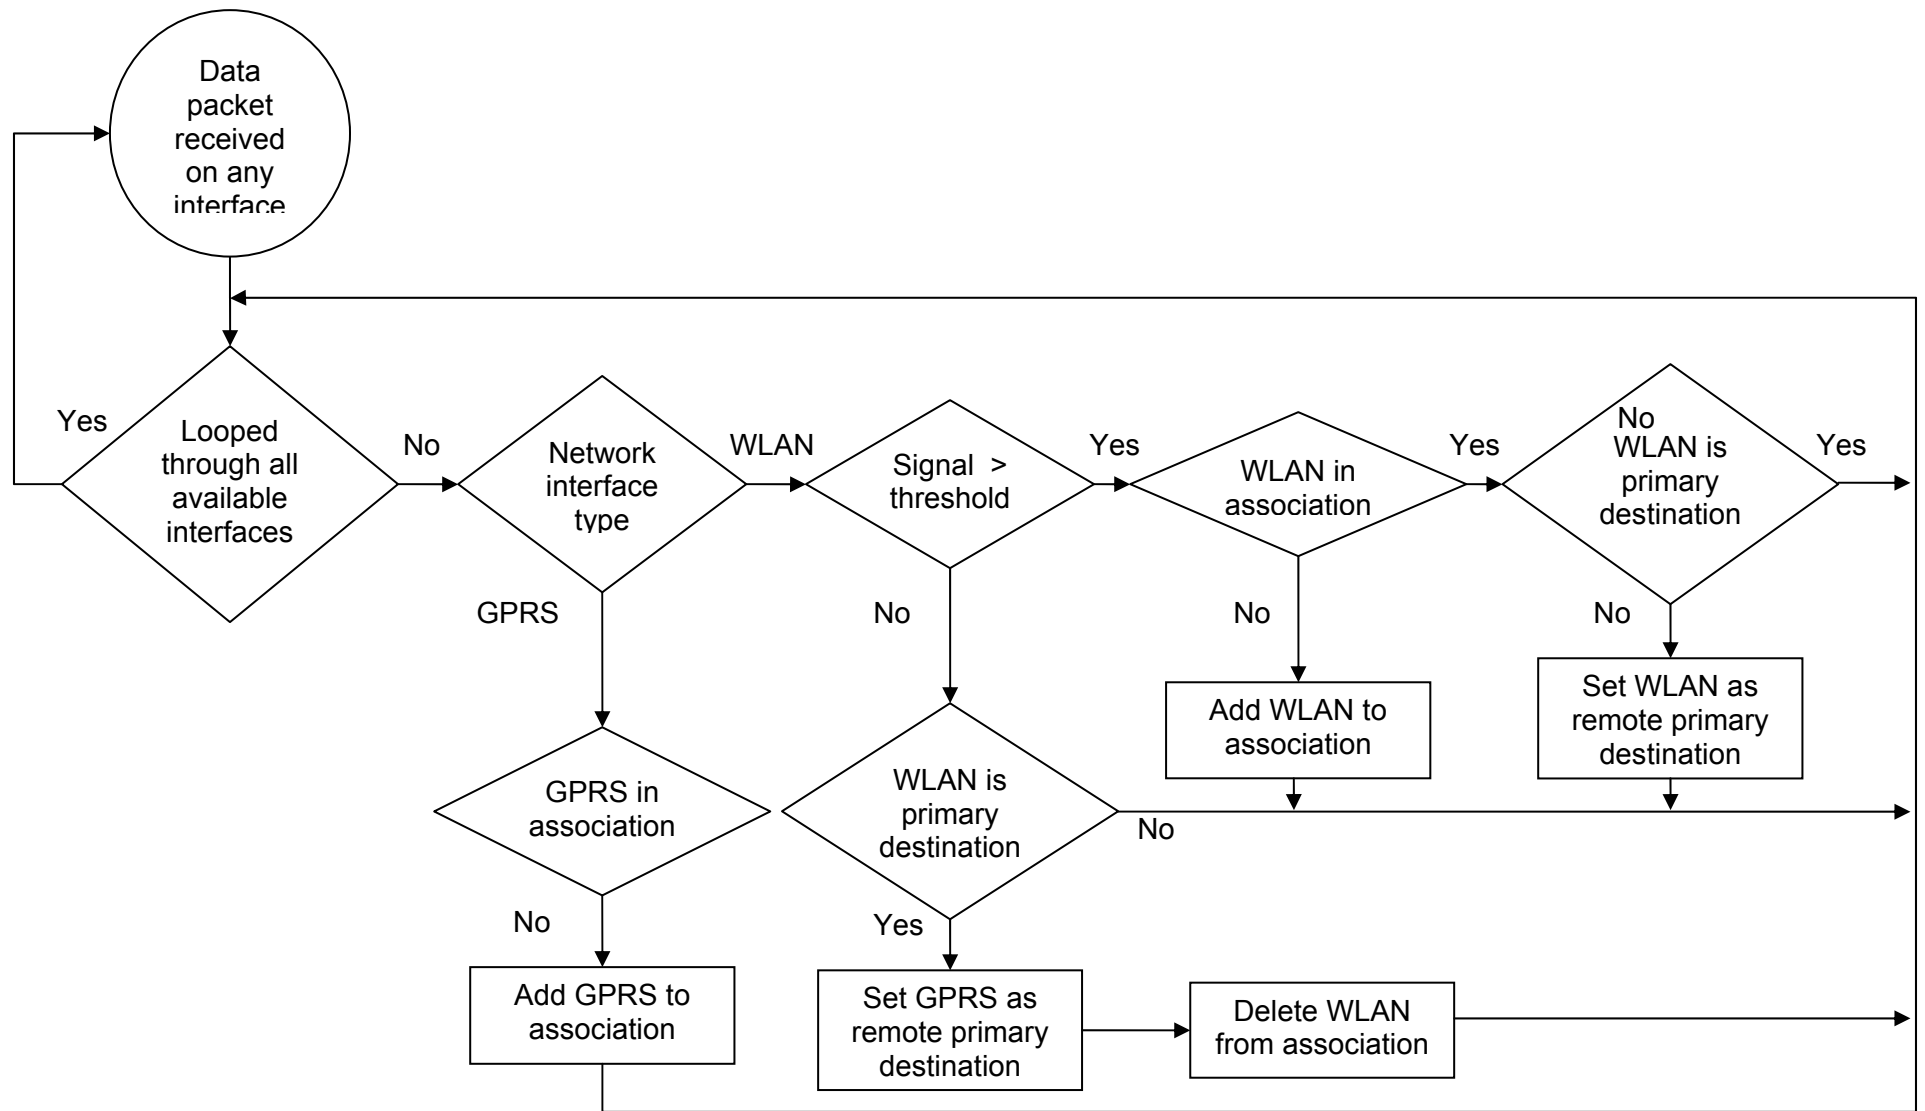 Data
packet
received
on any
interface
Yes
Looped
through all
available
interfaces
No
Network
interface
type
WLAN
Signal >
threshold
Yes
WLAN in
association
Yes
No
WLAN is
primary
destination
Yes
GPRS
No
No
No
Add WLAN to
association
Set WLAN as
remote primary
destination
GPRS in
association
WLAN is
primary
destination
No
No
Yes
Add GPRS to
association
Set GPRS as
remote primary
destination
Delete WLAN
from association